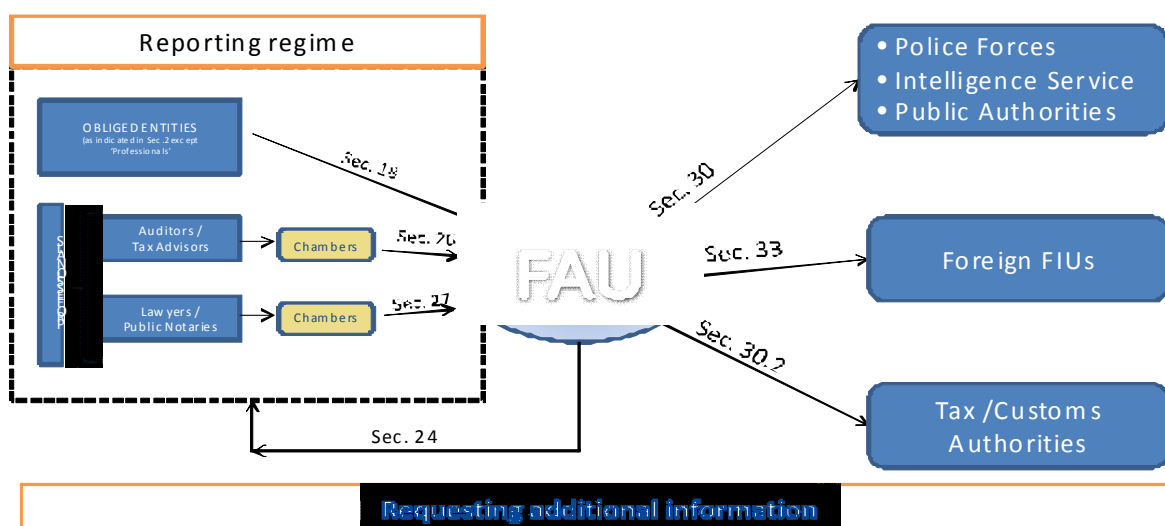 Reporting regime
OBLIGED ENTITIES
(as indicated in Sec.2 except
'Professionals'
Sec. 18
Auditors /
Tax Advisors
Chambers
Sec. 26
Lawyers /
Public Notaries
Chambers
Sec. 27
FAU
Sec. 24
Sec. 30
• Police Forces
• Intelligence Service
• Public Authorities
Sec. 33
Foreign FIUs
Sec. 30.2
Tax /Customs
Authorities
Requesting additional information